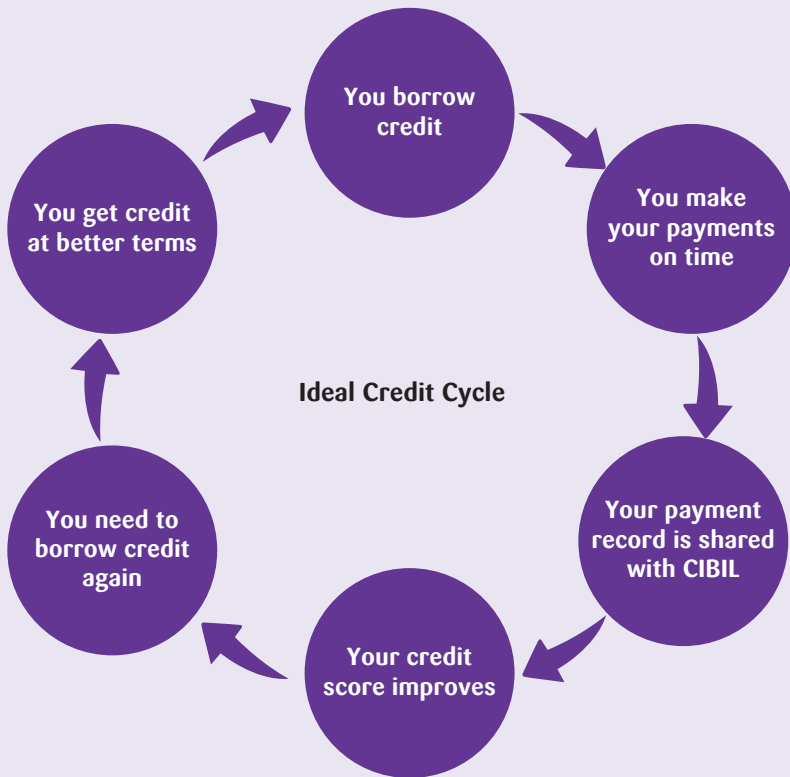 You borrow
credit
You make
your payments
on time
Your payment
record is shared
with CIBIL
Your credit
score improves
You need to
borrow credit
again
You get credit
at better terms
Ideal Credit Cycle